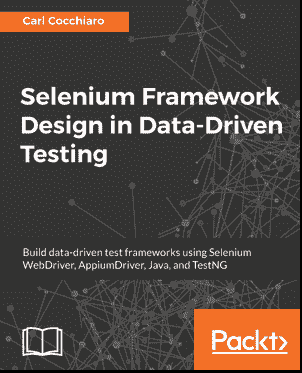 Carl Cocchiaro
Selenium Framework
Design in Data-Driven
Testing
Build data-driven test frameworks using Selenium
WebDriver, AppiumDriver, Java, and TestNG
Packt>